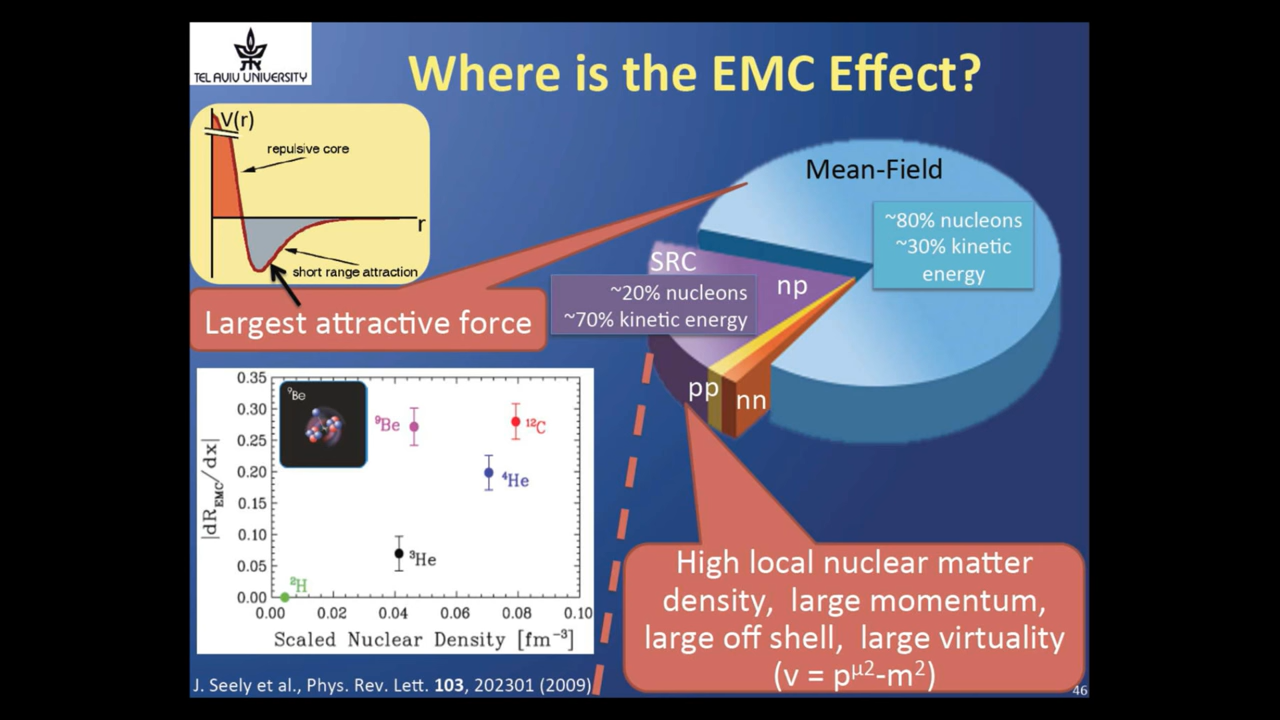 TEL AVIV UNIVERSITY
Where is the EMC Effect?
V(r)
repulsive core
r
short range attraction
Largest attractive force
Mean-Field
~80% nucleons
~30% kinetic
energy
SRC
~20% nucleons
~70% kinetic energy
np
pp
nn
High local nuclear matter
density, large momentum,
large off shell, large virtuality
(v = pμ²-m²)
|dR_EMC/dx|
0.35
0.30
0.25
0.20
0.15
0.10
0.05
0.00
⁹Be
⁹Be
¹²C
⁴He
³He
²H
0.00 0.02 0.04 0.06 0.08 0.10
Scaled Nuclear Density [fm⁻³]
J. Seely et al., Phys. Rev. Lett. 103, 202301 (2009)
46